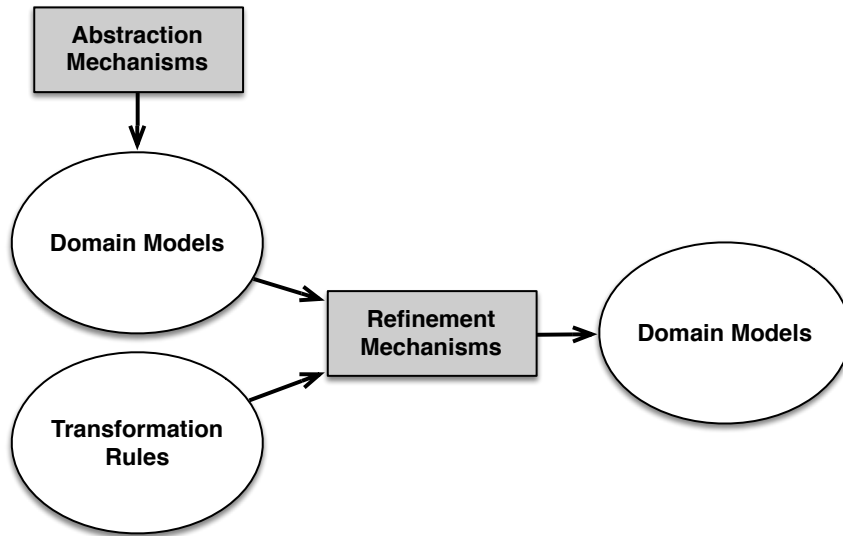 Abstraction
Mechanisms
Domain Models
Refinement
Mechanisms
Domain Models
Transformation
Rules